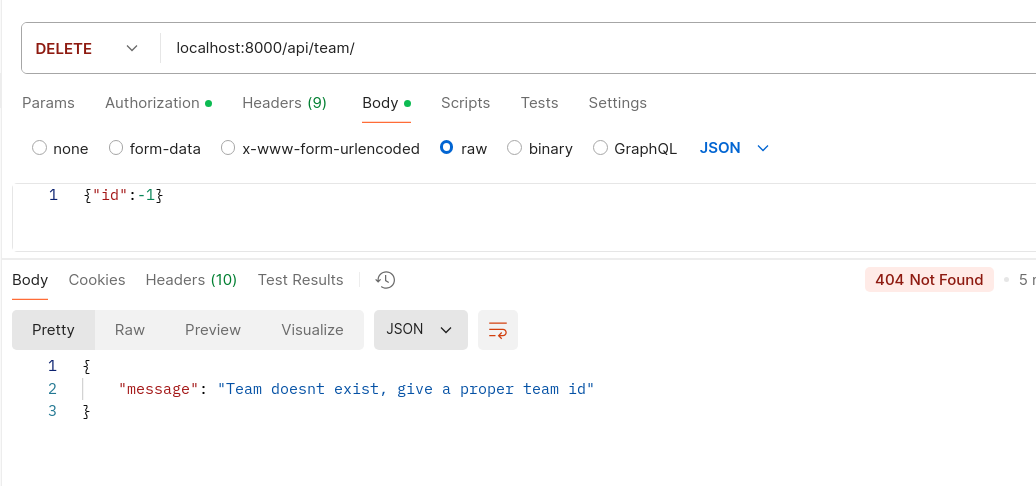 DELETE localhost:8000/api/team/
Params Authorization Headers (9) Body Scripts Tests Settings
none form-data x-www-form-urlencoded raw binary GraphQL JSON
1 {"id":-1}
Body Cookies Headers (10) Test Results 404 Not Found 5
Pretty Raw Preview Visualize JSON
1 {
2 "message": "Team doesnt exist, give a proper team id"
3 }